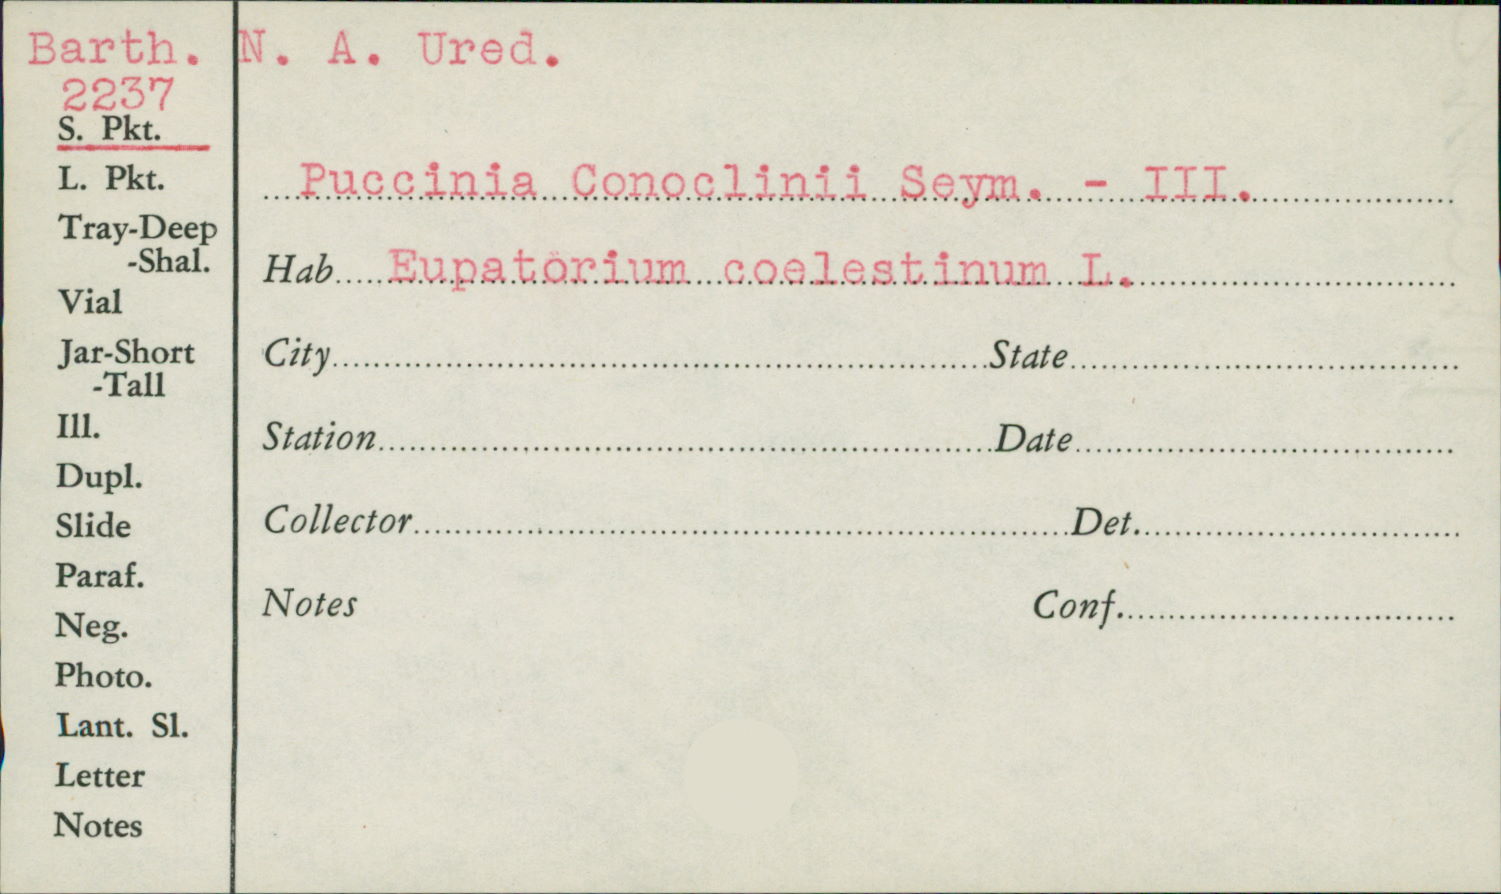 Barth. N. A. Ured.
2237
S. Pkt.
L. Pkt.
Tray-Deep
-Shal.
Vial
Jar-Short
-Tall
Ill.
Dupl.
Slide
Paraf.
Neg.
Photo.
Lant. Sl.
Letter
Notes
Puccinia Conoclinii Seym. - III.
Hab. Eupatorium coelestinum L.
City State
Station Date
Collector Det.
Notes Conf.